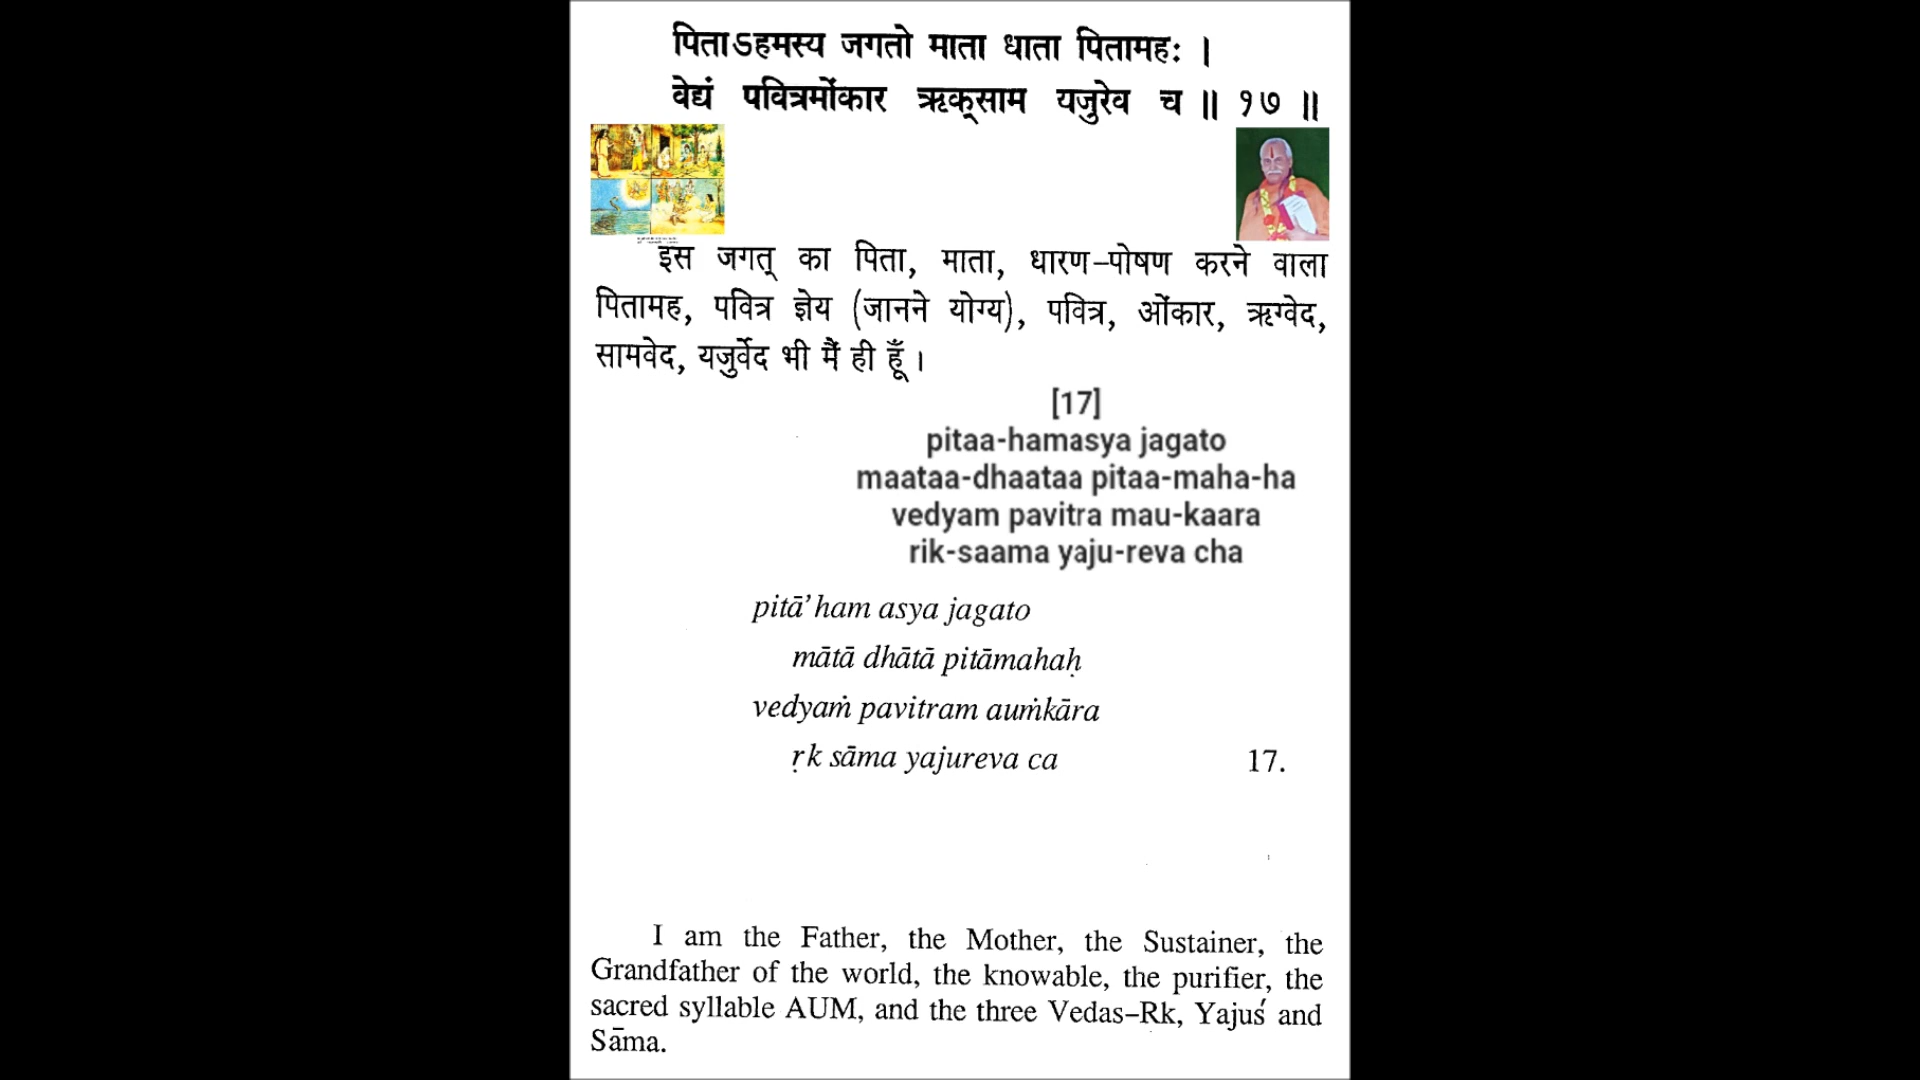 पिताऽहमस्य जगतो माता धाता पितामहः ।
वेद्यं पवित्रमोंकार ऋक्साम यजुरेव च ॥ १७ ॥
इस जगत् का पिता, माता, धारण–पोषण करने वाला
पितामह, पवित्र ज्ञेय (जानने योग्य), पवित्र, ओंकार, ऋग्वेद,
सामवेद, यजुर्वेद भी मैं ही हूँ ।
[17]
pitaa-hamasya jagato
maataa-dhaataa pitaa-maha-ha
vedyam pavitra mau-kaara
rik-saama yaju-reva cha
pitā’ham asya jagato
mātā dhātā pitāmahaḥ
vedyaṁ pavitram auṁkāra
ṛk sāma yajureva ca 17.
I am the Father, the Mother, the Sustainer, the
Grandfather of the world, the knowable, the purifier, the
sacred syllable AUM, and the three Vedas–Rk, Yajuś and
Sāma.